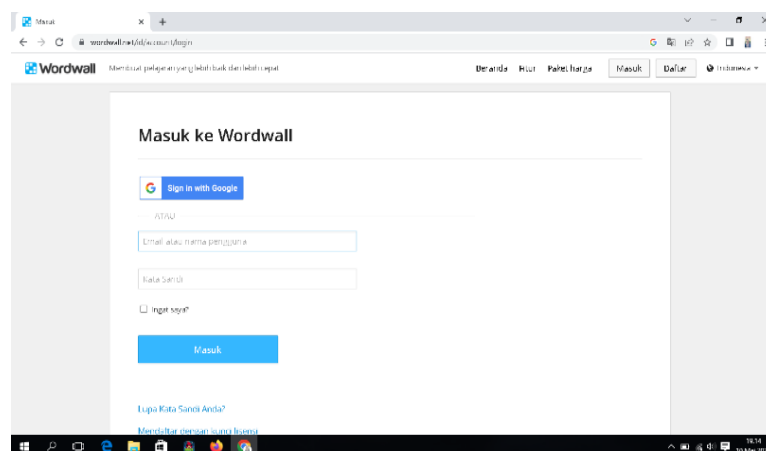 Masuk
wordwall.net/id/account/login
Wordwall Membuat pelajaran yang lebih baik dan lebih cepat Beranda Fitur Paket harga Masuk Daftar Indonesia
Masuk ke Wordwall
Sign in with Google
ATAU
Email atau nama pengguna
Kata Sandi
Ingat saya?
Masuk
Lupa Kata Sandi Anda?
Mendaftar dengan kunci lisensi
19.14